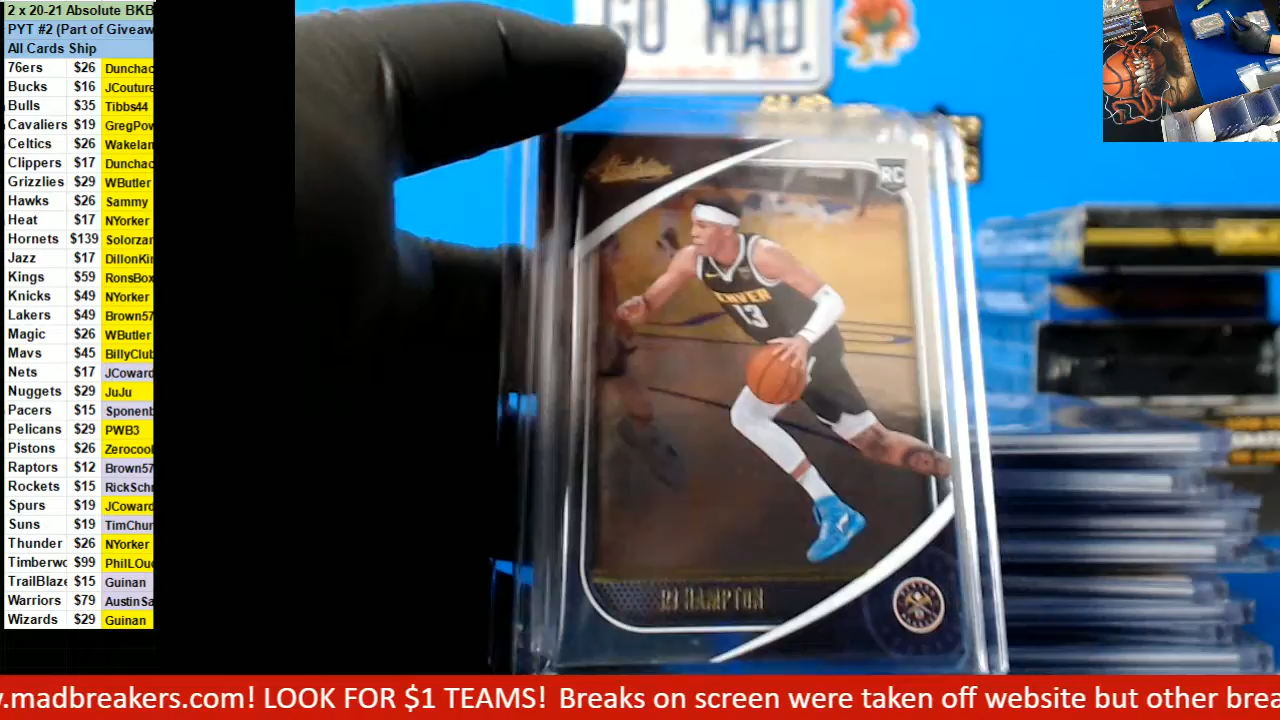 2 x 20-21 Absolute BKB
PYT #2 (Part of Giveaw
All Cards Ship
76ers $26 Dunchac
Bucks $16 JCouture
Bulls $35 Tibbs44
Cavaliers $19 GregPow
Celtics $26 Wakelan
Clippers $17 Dunchac
Grizzlies $29 WButler
Hawks $26 Sammy
Heat $17 NYorker
Hornets $139 Solorzan
Jazz $17 DillonKin
Kings $59 RonsBox
Knicks $49 NYorker
Lakers $49 Brown57
Magic $26 WButler
Mavs $45 BillyClub
Nets $17 JCoward
Nuggets $29 JuJu
Pacers $15 Sponenb
Pelicans $29 PWB3
Pistons $26 Zerocool
Raptors $12 Brown57
Rockets $15 RickSchr
Spurs $19 JCoward
Suns $19 TimChun
Thunder $26 NYorker
Timberwo $99 PhilLOuc
TrailBlaze $15 Guinan
Warriors $79 AustinSa
Wizards $29 Guinan
GO MAD
Absolute
RC
DENVER
13
RJ HAMPTON
.madbreakers.com! LOOK FOR $1 TEAMS! Breaks on screen were taken off website but other brea